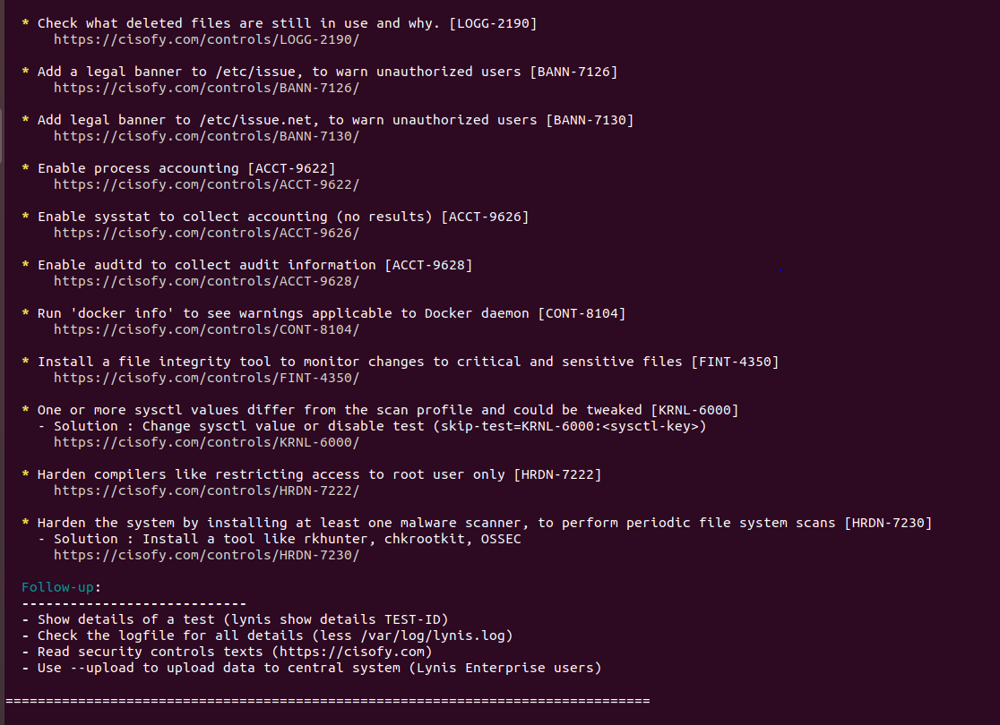 * Check what deleted files are still in use and why. [LOGG-2190]
https://cisofy.com/controls/LOGG-2190/
* Add a legal banner to /etc/issue, to warn unauthorized users [BANN-7126]
https://cisofy.com/controls/BANN-7126/
* Add legal banner to /etc/issue.net, to warn unauthorized users [BANN-7130]
https://cisofy.com/controls/BANN-7130/
* Enable process accounting [ACCT-9622]
https://cisofy.com/controls/ACCT-9622/
* Enable sysstat to collect accounting (no results) [ACCT-9626]
https://cisofy.com/controls/ACCT-9626/
* Enable auditd to collect audit information [ACCT-9628]
https://cisofy.com/controls/ACCT-9628/
* Run 'docker info' to see warnings applicable to Docker daemon [CONT-8104]
https://cisofy.com/controls/CONT-8104/
* Install a file integrity tool to monitor changes to critical and sensitive files [FINT-4350]
https://cisofy.com/controls/FINT-4350/
* One or more sysctl values differ from the scan profile and could be tweaked [KRNL-6000]
- Solution : Change sysctl value or disable test (skip-test=KRNL-6000:<sysctl-key>)
https://cisofy.com/controls/KRNL-6000/
* Harden compilers like restricting access to root user only [HRDN-7222]
https://cisofy.com/controls/HRDN-7222/
* Harden the system by installing at least one malware scanner, to perform periodic file system scans [HRDN-7230]
- Solution : Install a tool like rkhunter, chkrootkit, OSSEC
https://cisofy.com/controls/HRDN-7230/
Follow-up:
----------------------------
- Show details of a test (lynis show details TEST-ID)
- Check the logfile for all details (less /var/log/lynis.log)
- Read security controls texts (https://cisofy.com)
- Use --upload to upload data to central system (Lynis Enterprise users)
================================================================================